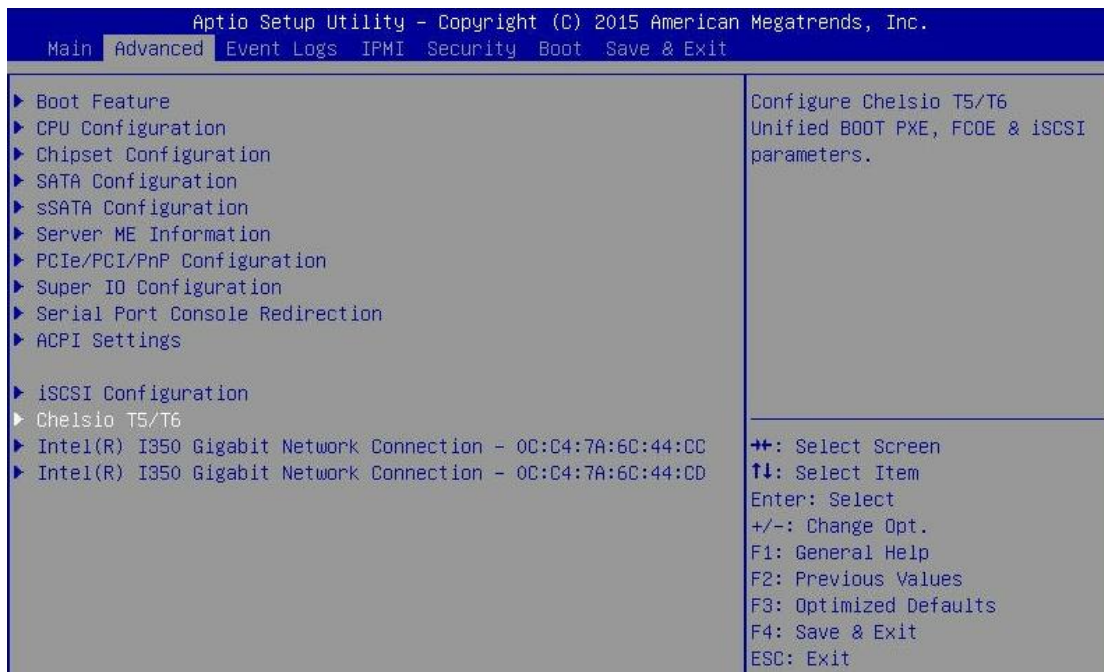 Aptio Setup Utility – Copyright (C) 2015 American Megatrends, Inc.
Main Advanced Event Logs IPMI Security Boot Save & Exit
▶ Boot Feature
▶ CPU Configuration
▶ Chipset Configuration
▶ SATA Configuration
▶ sSATA Configuration
▶ Server ME Information
▶ PCIe/PCI/PnP Configuration
▶ Super IO Configuration
▶ Serial Port Console Redirection
▶ ACPI Settings
▶ iSCSI Configuration
▶ Chelsio T5/T6
▶ Intel(R) I350 Gigabit Network Connection – 0C:C4:7A:6C:44:CC
▶ Intel(R) I350 Gigabit Network Connection – 0C:C4:7A:6C:44:CD
Configure Chelsio T5/T6
Unified BOOT PXE, FCOE & iSCSI
parameters.
→←: Select Screen
↑↓: Select Item
Enter: Select
+/-: Change Opt.
F1: General Help
F2: Previous Values
F3: Optimized Defaults
F4: Save & Exit
ESC: Exit